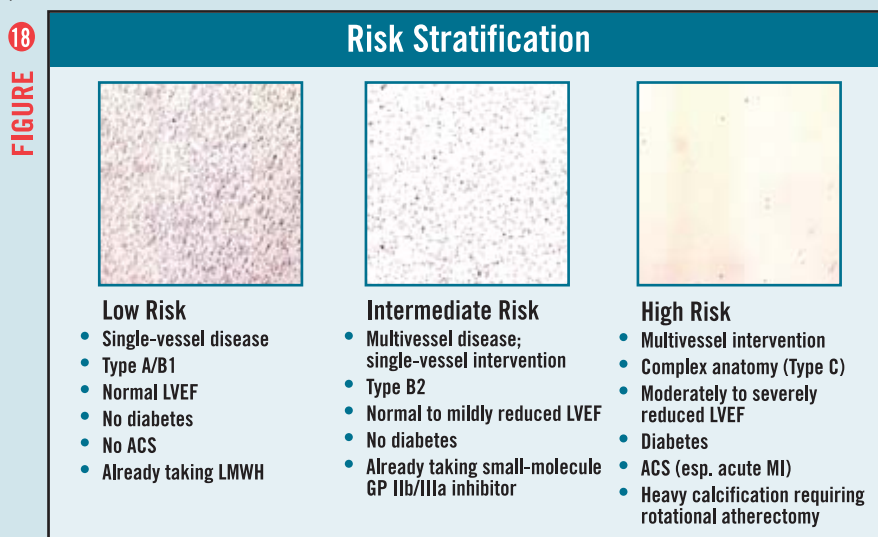 FIGURE 18
Risk Stratification
Low Risk
• Single-vessel disease
• Type A/B1
• Normal LVEF
• No diabetes
• No ACS
• Already taking LMWH
Intermediate Risk
• Multivessel disease;
single-vessel intervention
• Type B2
• Normal to mildly reduced LVEF
• No diabetes
• Already taking small-molecule
GP IIb/IIIa inhibitor
High Risk
• Multivessel intervention
• Complex anatomy (Type C)
• Moderately to severely
reduced LVEF
• Diabetes
• ACS (esp. acute MI)
• Heavy calcification requiring
rotational atherectomy